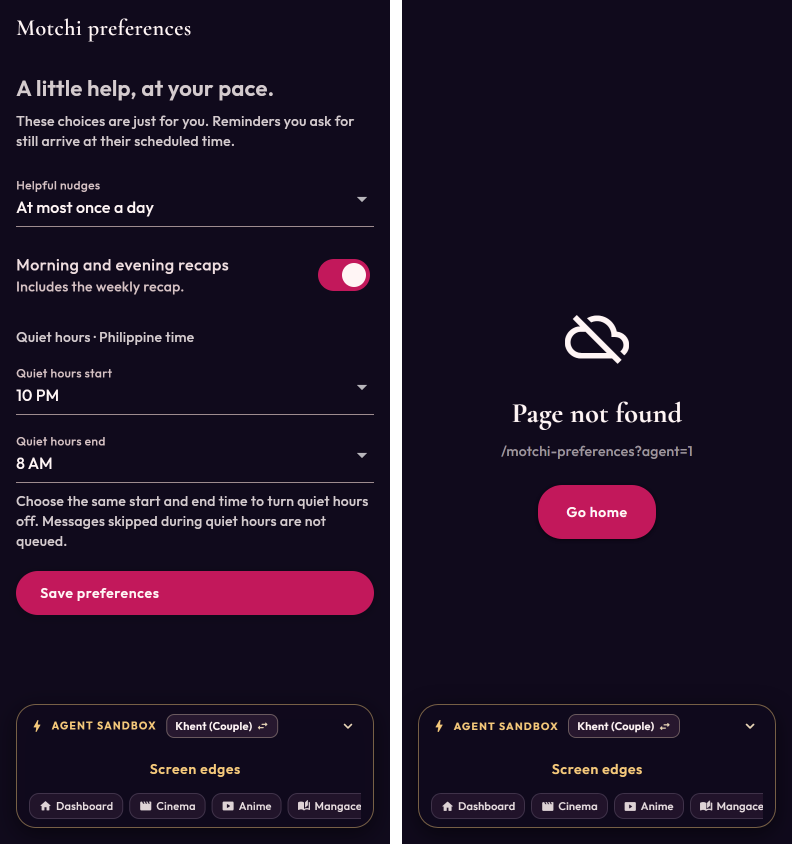 Motchi preferences
A little help, at your pace.
These choices are just for you. Reminders you ask for
still arrive at their scheduled time.
Helpful nudges
At most once a day
Morning and evening recaps
Includes the weekly recap.
Quiet hours · Philippine time
Quiet hours start
10 PM
Quiet hours end
8 AM
Choose the same start and end time to turn quiet hours
off. Messages skipped during quiet hours are not
queued.
Save preferences
AGENT SANDBOX
Khent (Couple)
Screen edges
Dashboard
Cinema
Anime
Mangace
Page not found
/motchi-preferences?agent=1
Go home
AGENT SANDBOX
Khent (Couple)
Screen edges
Dashboard
Cinema
Anime
Mangace